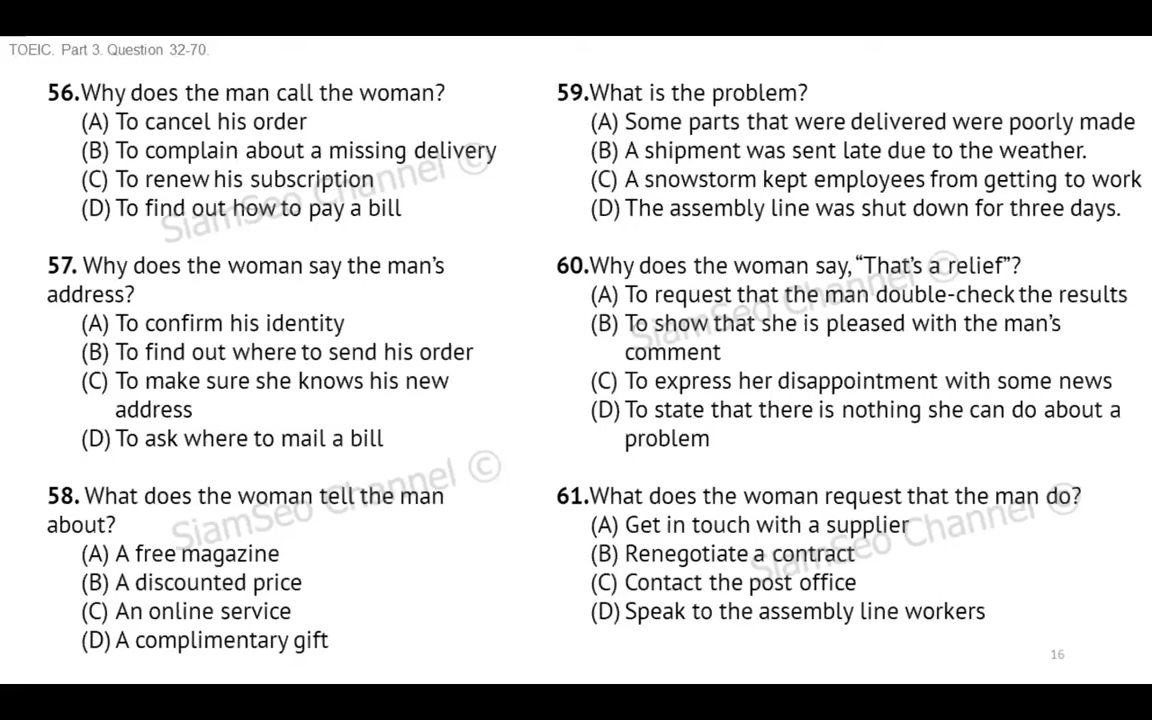 TOEIC. Part 3. Question 32-70.
56.Why does the man call the woman?
(A) To cancel his order
(B) To complain about a missing delivery
(C) To renew his subscription
(D) To find out how to pay a bill
57. Why does the woman say the man's
address?
(A) To confirm his identity
(B) To find out where to send his order
(C) To make sure she knows his new
address
(D) To ask where to mail a bill
58. What does the woman tell the man
about?
(A) A free magazine
(B) A discounted price
(C) An online service
(D) A complimentary gift
59.What is the problem?
(A) Some parts that were delivered were poorly made
(B) A shipment was sent late due to the weather.
(C) A snowstorm kept employees from getting to work
(D) The assembly line was shut down for three days.
60.Why does the woman say, “That's a relief”?
(A) To request that the man double-check the results
(B) To show that she is pleased with the man's
comment
(C) To express her disappointment with some news
(D) To state that there is nothing she can do about a
problem
61.What does the woman request that the man do?
(A) Get in touch with a supplier
(B) Renegotiate a contract
(C) Contact the post office
(D) Speak to the assembly line workers
SiamSeo Channel ©
SiamSeo Channel ©
SiamSeo Channel ©
SiamSeo Channel ©
16